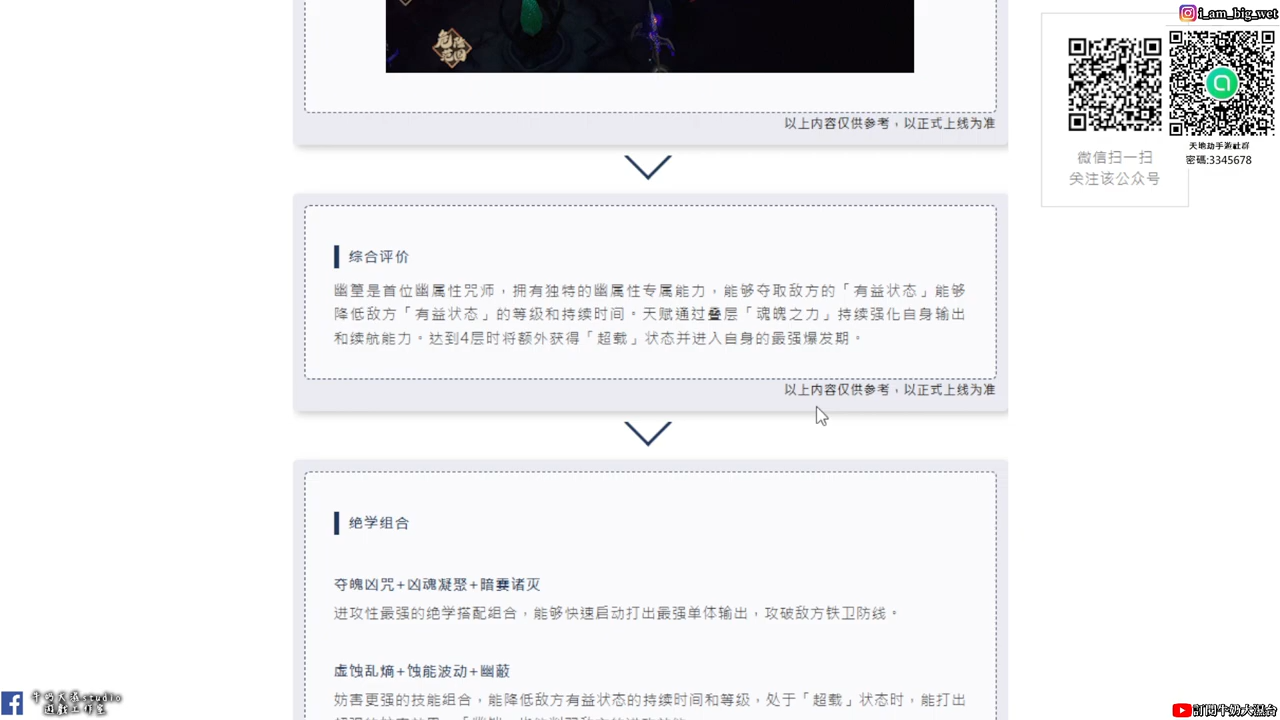 i_am_big_wet
危险
范围
以上内容仅供参考，以正式上线为准
天地劫手游社群
密碼:3345678
微信扫一扫
关注该公众号
综合评价
幽篁是首位幽属性咒师，拥有独特的幽属性专属能力，能够夺取敌方的「有益状态」能够
降低敌方「有益状态」的等级和持续时间。天赋通过叠层「魂魄之力」持续强化自身输出
和续航能力。达到4层时将额外获得「超载」状态并进入自身的最强爆发期。
以上内容仅供参考，以正式上线为准
绝学组合
夺魄凶咒+凶魂凝聚+暗襄诸灭
进攻性最强的绝学搭配组合，能够快速启动打出最强单体输出，攻破敌方铁卫防线。
虚蚀乱熵+蚀能波动+幽蔽
妨害更强的技能组合，能降低敌方有益状态的持续时间和等级，处于「超载」状态时，能打出
牛奶大濕studio
遊戲工作室
訂閱牛奶大濕会